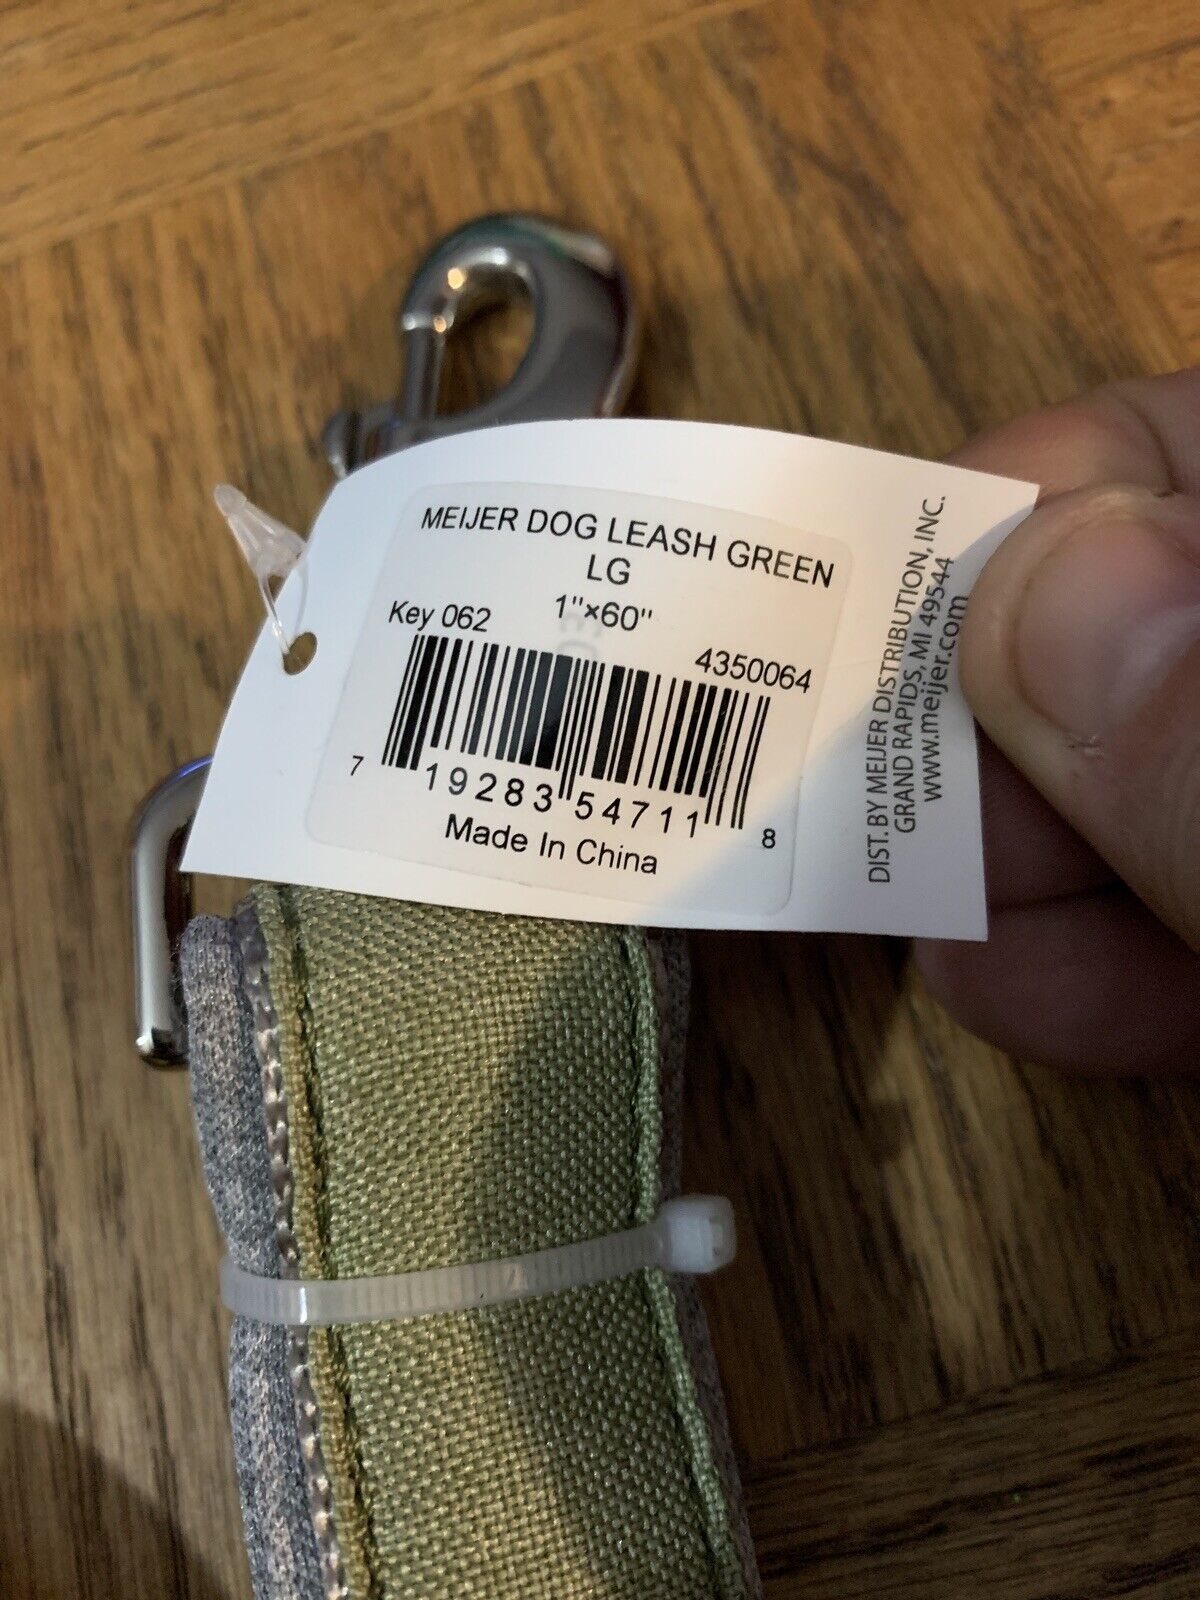 MEIJER DOG LEASH GREEN
LG
1"×60"
Key 062
4350064
7 19283 54711 8
Made In China
DIST. BY MEIJER DISTRIBUTION, INC.
GRAND RAPIDS, MI 49544
www.meijer.com